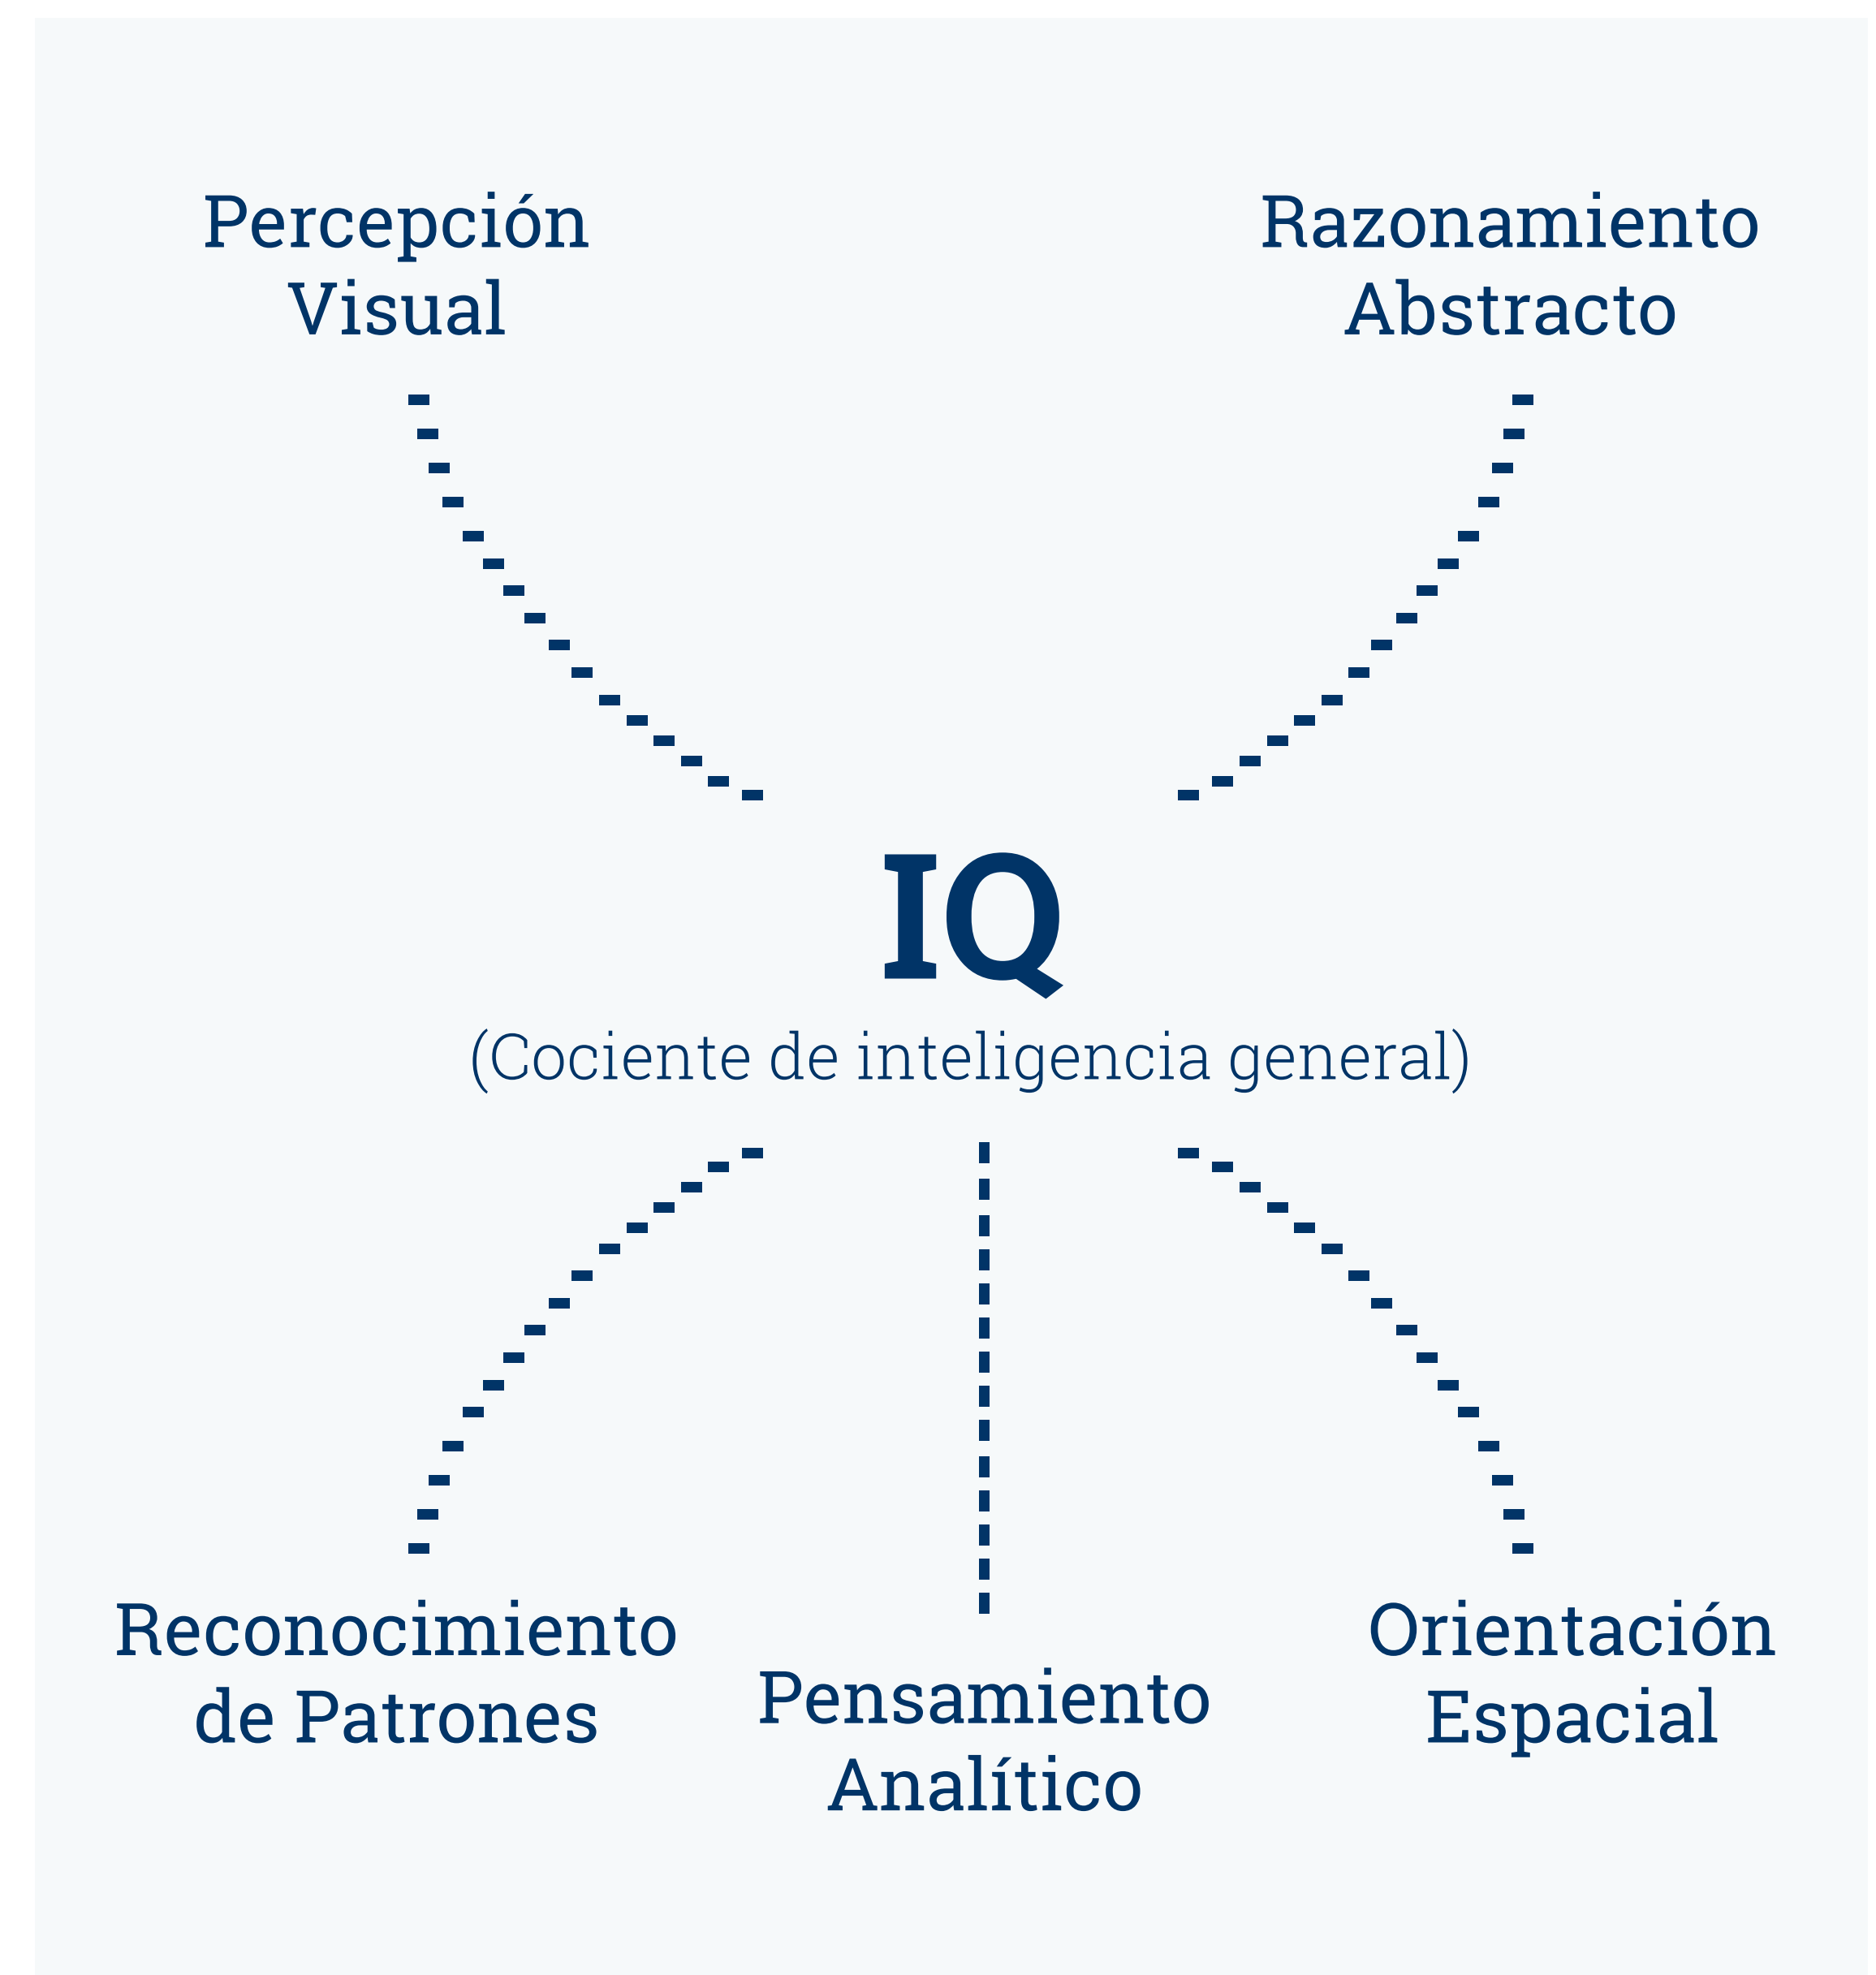 Percepción
Visual
Razonamiento
Abstracto
IQ
(Cociente de inteligencia general)
Reconocimiento
de Patrones
Pensamiento
Analítico
Orientación
Espacial